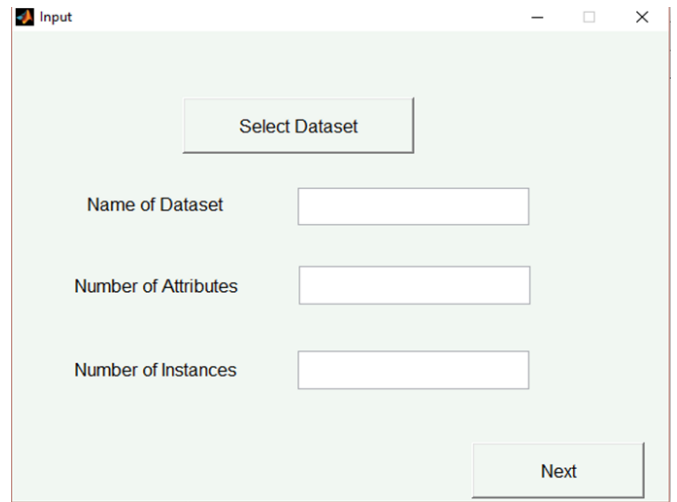 Input
Select Dataset
Name of Dataset
Number of Attributes
Number of Instances
Next